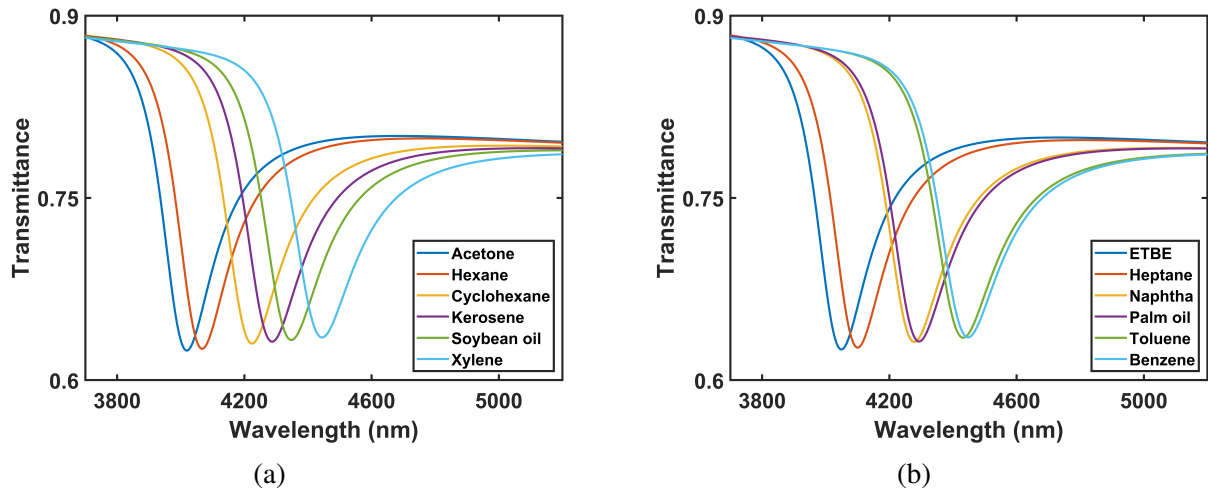 0.9
0.75
0.6
Transmittance
3800
4200
4600
5000
Wavelength (nm)
Acetone
Hexane
Cyclohexane
Kerosene
Soybean oil
Xylene
(a)
0.9
0.75
0.6
Transmittance
3800
4200
4600
5000
Wavelength (nm)
ETBE
Heptane
Naphtha
Palm oil
Toluene
Benzene
(b)